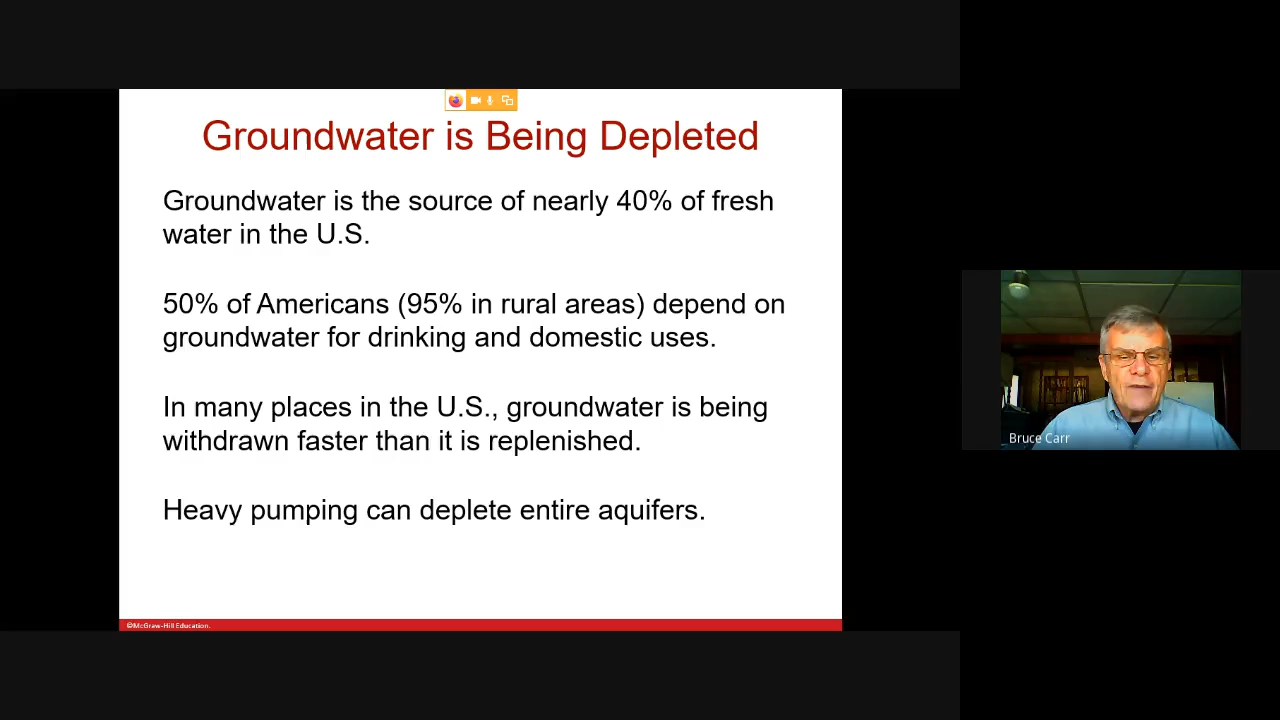 Groundwater is Being Depleted
Groundwater is the source of nearly 40% of fresh
water in the U.S.
50% of Americans (95% in rural areas) depend on
groundwater for drinking and domestic uses.
In many places in the U.S., groundwater is being
withdrawn faster than it is replenished.
Heavy pumping can deplete entire aquifers.
©McGraw-Hill Education.
Bruce Carr